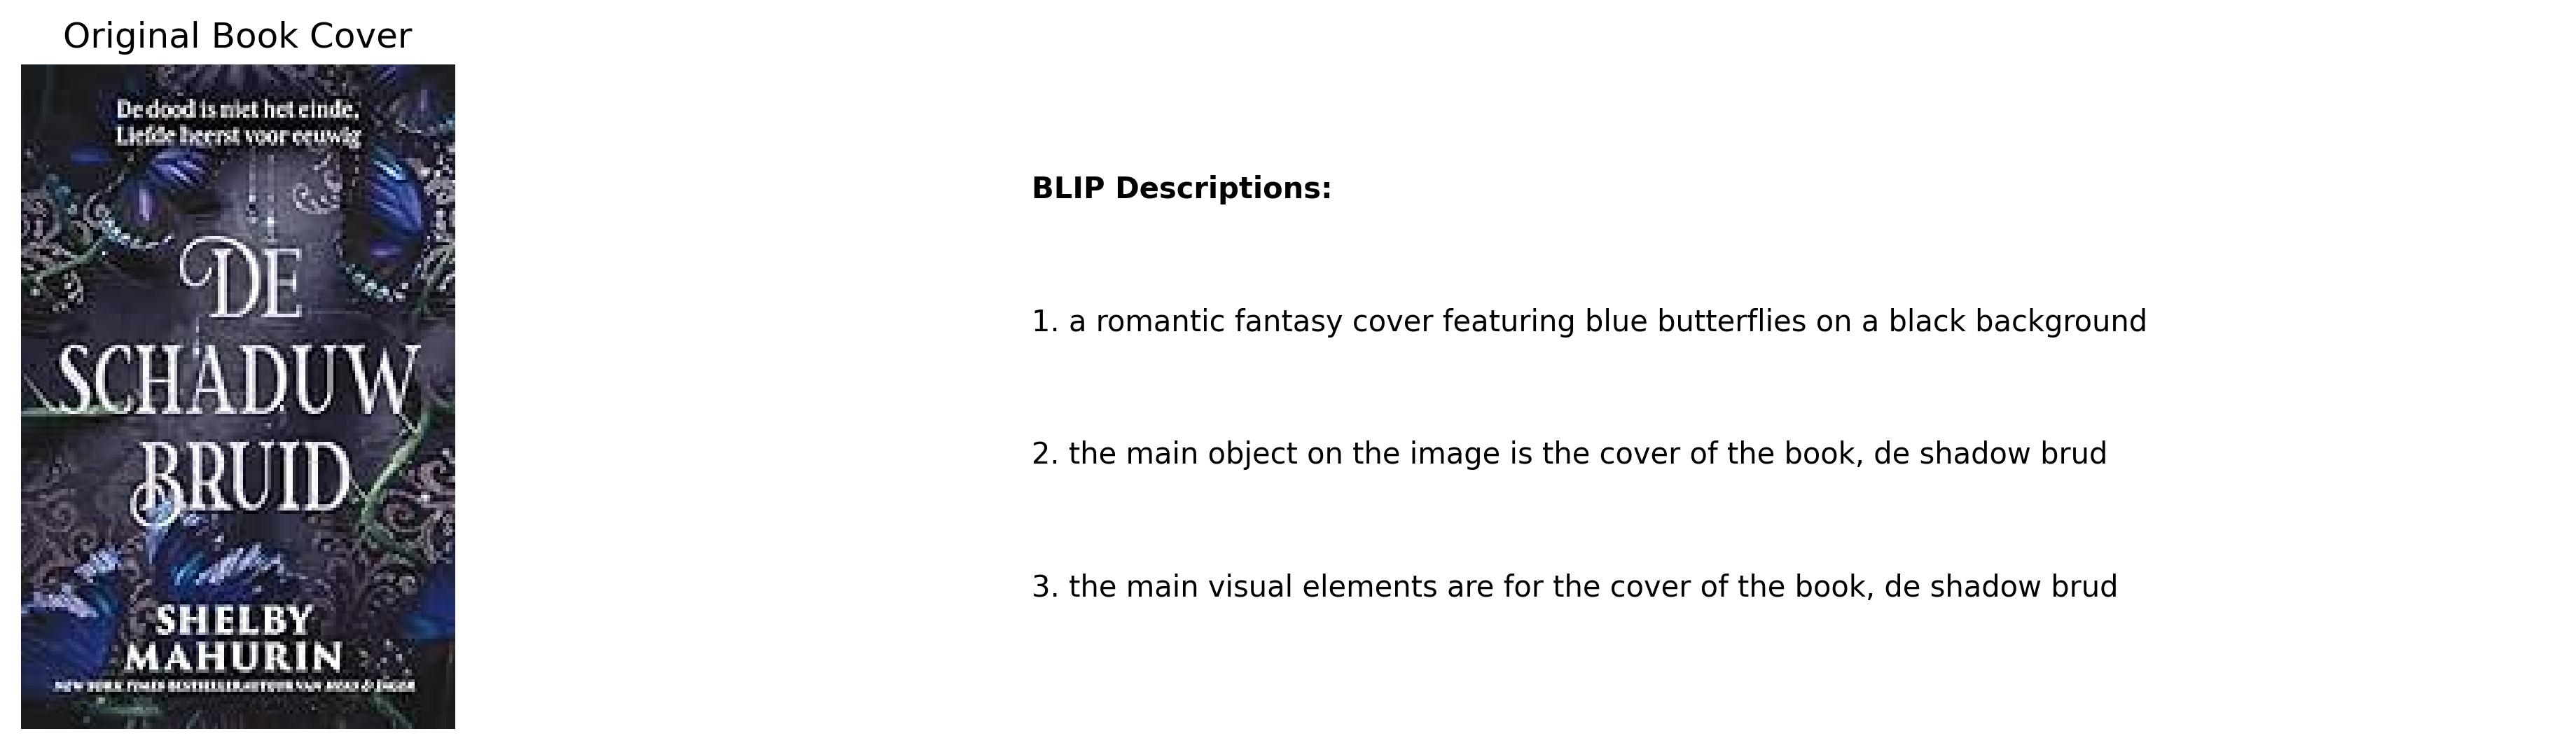 Original Book Cover
De dood is niet het einde,
Liefde heerst voor eeuwig
DE
SCHADUW
BRUID
SHELBY
MAHURIN
NEW YORK TIMES BESTSELLER-AUTEUR VAN
BLIP Descriptions:
1. a romantic fantasy cover featuring blue butterflies on a black background
2. the main object on the image is the cover of the book, de shadow brud
3. the main visual elements are for the cover of the book, de shadow brud